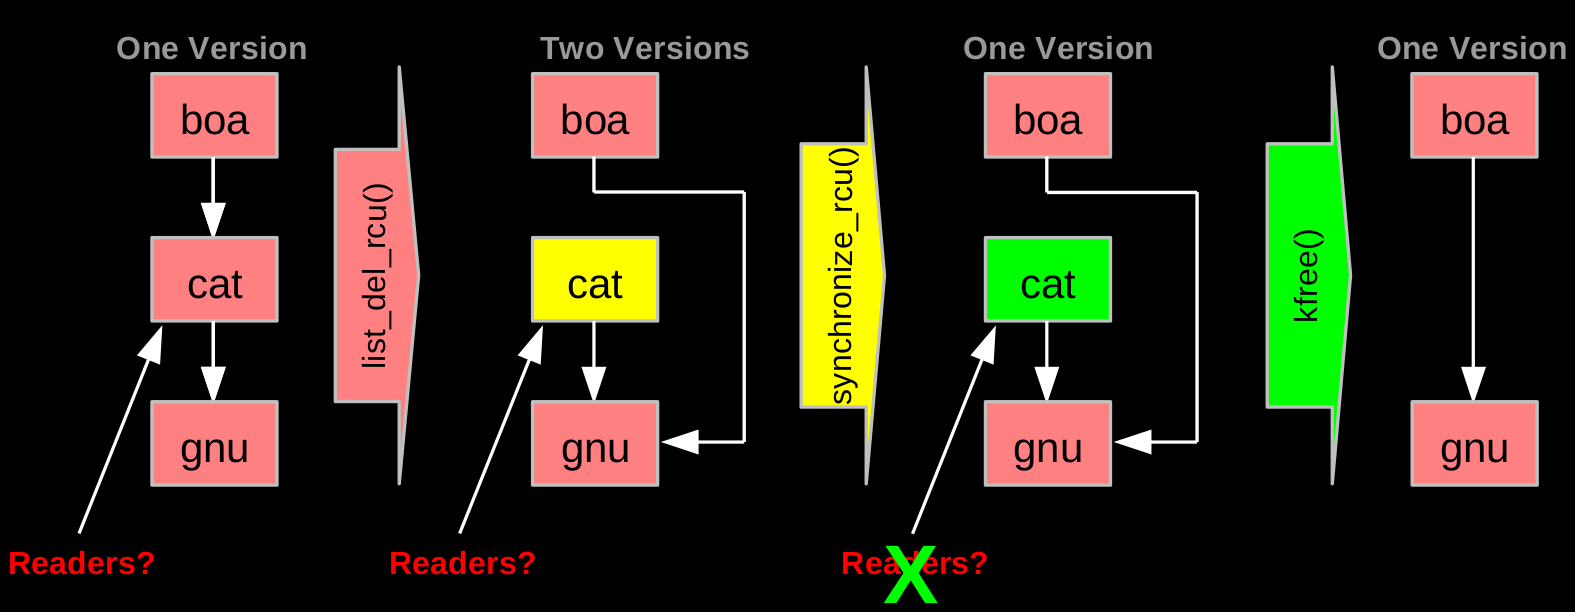 One Version
Two Versions
One Version
One Version
boa
boa
boa
boa
list_del_rcu()
synchronize_rcu()
kfree()
cat
cat
cat
gnu
gnu
gnu
gnu
Readers?
Readers?
Readers?
X